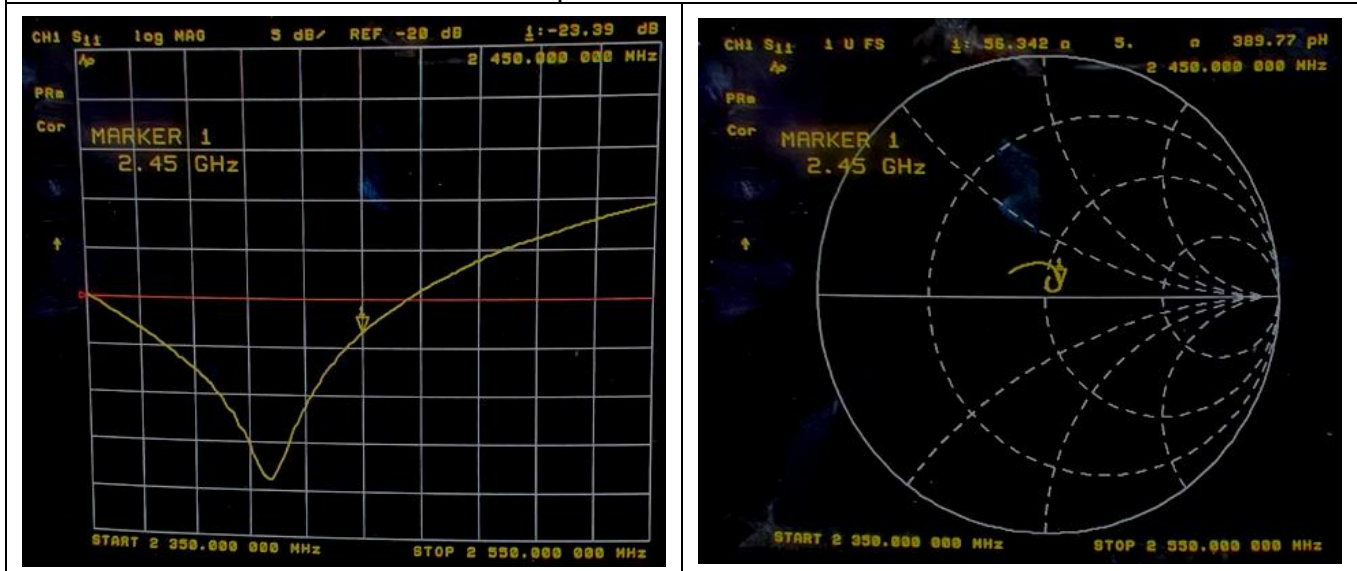 CH1 S11 log MAG 5 dB/ REF -20 dB 1:-23.39 dB
2 450.000 000 MHz
PRm
Cor
MARKER 1
2.45 GHz
START 2 350.000 000 MHz STOP 2 550.000 000 MHz
CH1 S11 1 U FS 1: 56.342 Ω 5. Ω 389.77 pH
2 450.000 000 MHz
PRm
Cor
MARKER 1
2.45 GHz
START 2 350.000 000 MHz STOP 2 550.000 000 MHz